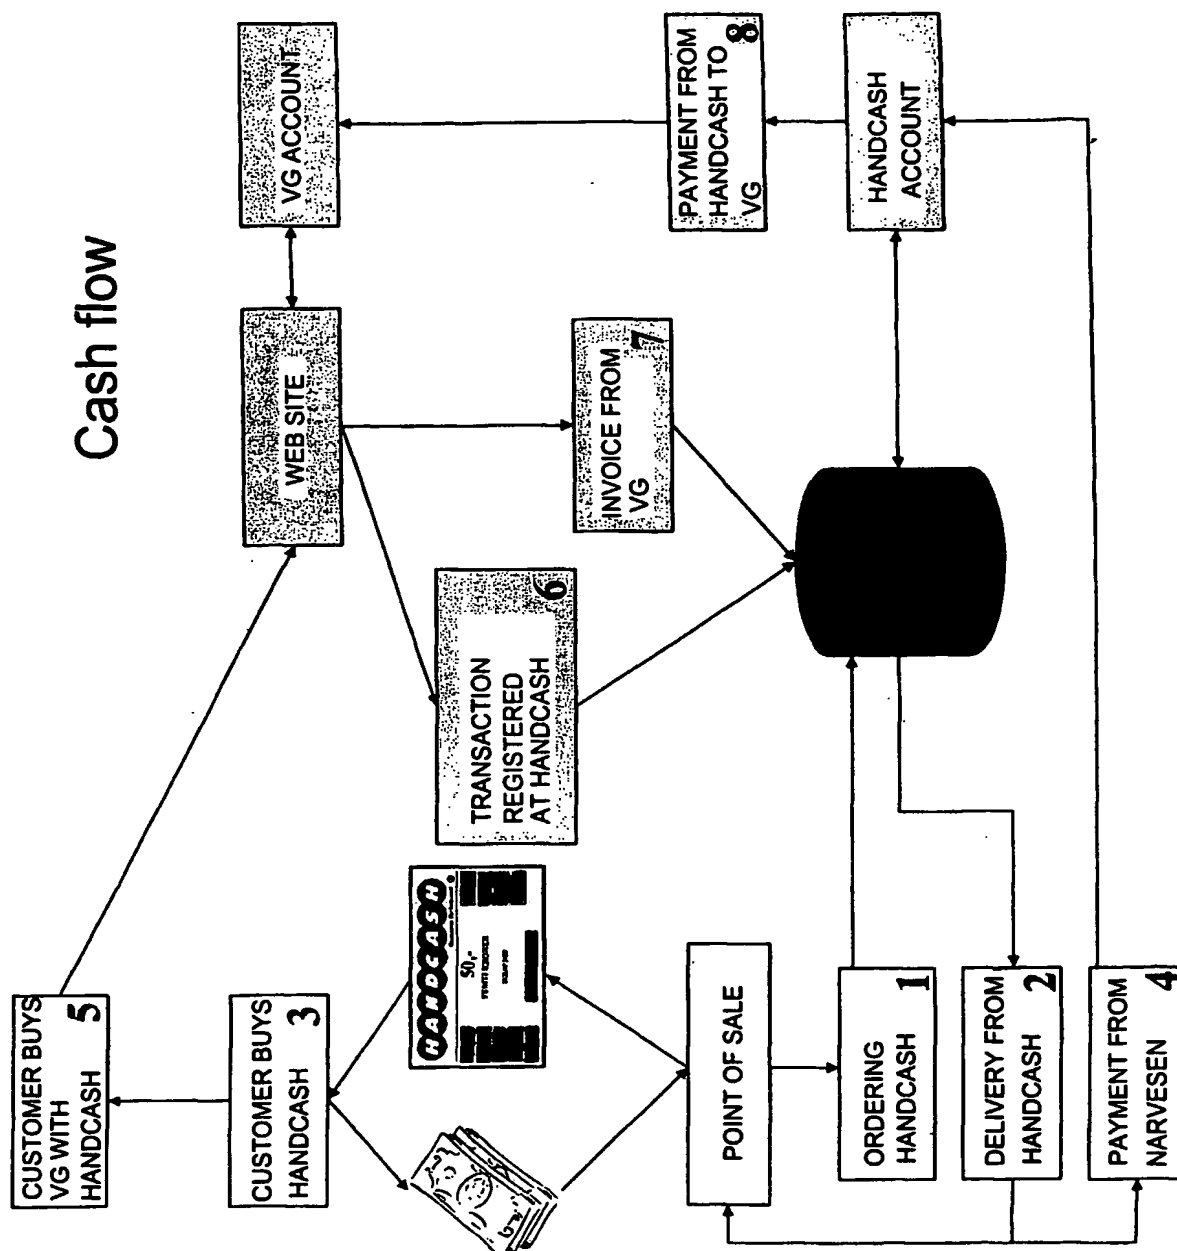 Cash flow
CUSTOMER BUYS
VG WITH
HANDCASH
5
CUSTOMER BUYS
HANDCASH
3
WEB SITE
VG ACCOUNT
HANDCASH
50,-
TRANSACTION
REGISTERED
AT HANDCASH
6
INVOICE FROM
VG
7
PAYMENT FROM
HANDCASH TO
VG
8
POINT OF SALE
ORDERING
HANDCASH
1
HANDCASH
ACCOUNT
DELIVERY FROM
HANDCASH
2
PAYMENT FROM
NARVESEN
4